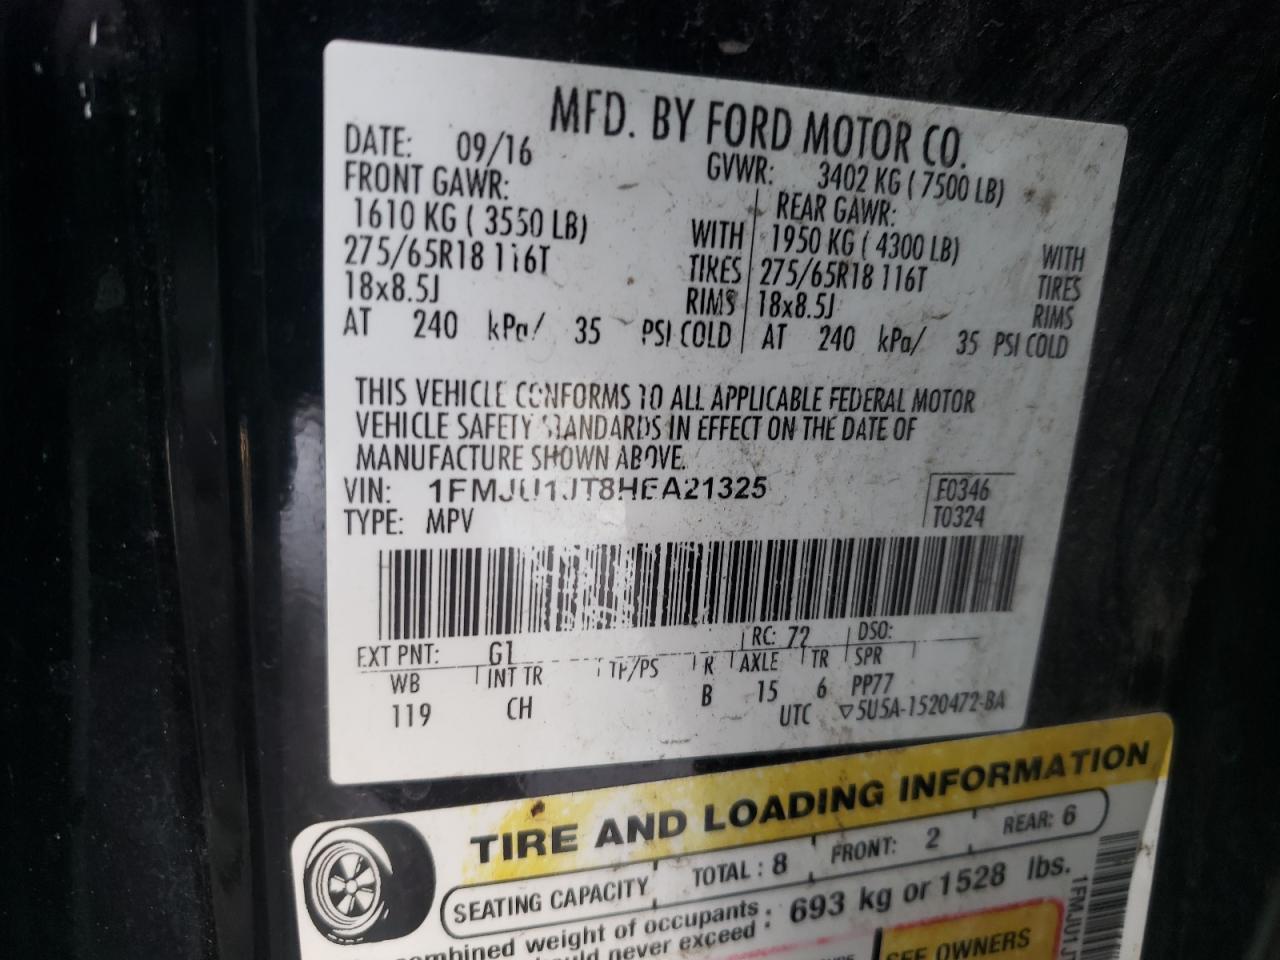 MFD. BY FORD MOTOR CO.
DATE: 09/16 GVWR: 3402 KG ( 7500 LB)
FRONT GAWR: REAR GAWR:
1610 KG ( 3550 LB) WITH 1950 KG ( 4300 LB) WITH
275/65R18 116T TIRES 275/65R18 116T TIRES
18x8.5J RIMS 18x8.5J RIMS
AT 240 kPa/ 35 PSI COLD AT 240 kPa/ 35 PSI COLD
THIS VEHICLE CONFORMS TO ALL APPLICABLE FEDERAL MOTOR
VEHICLE SAFETY STANDARDS IN EFFECT ON THE DATE OF
MANUFACTURE SHOWN ABOVE.
VIN: 1FMJU1JT8HEA21325 F0346
TYPE: MPV T0324
EXT PNT: G1 RC: 72 DSO:
WB INT TR TP/PS R AXLE TR SPR
119 CH B 15 6 PP77
UTC ▽5U5A-1520472-BA
TIRE AND LOADING INFORMATION
SEATING CAPACITY TOTAL : 8 FRONT: 2 REAR: 6
combined weight of occupants : 693 kg or 1528 lbs.
should never exceed :
SEE OWNERS
1FMJU1J